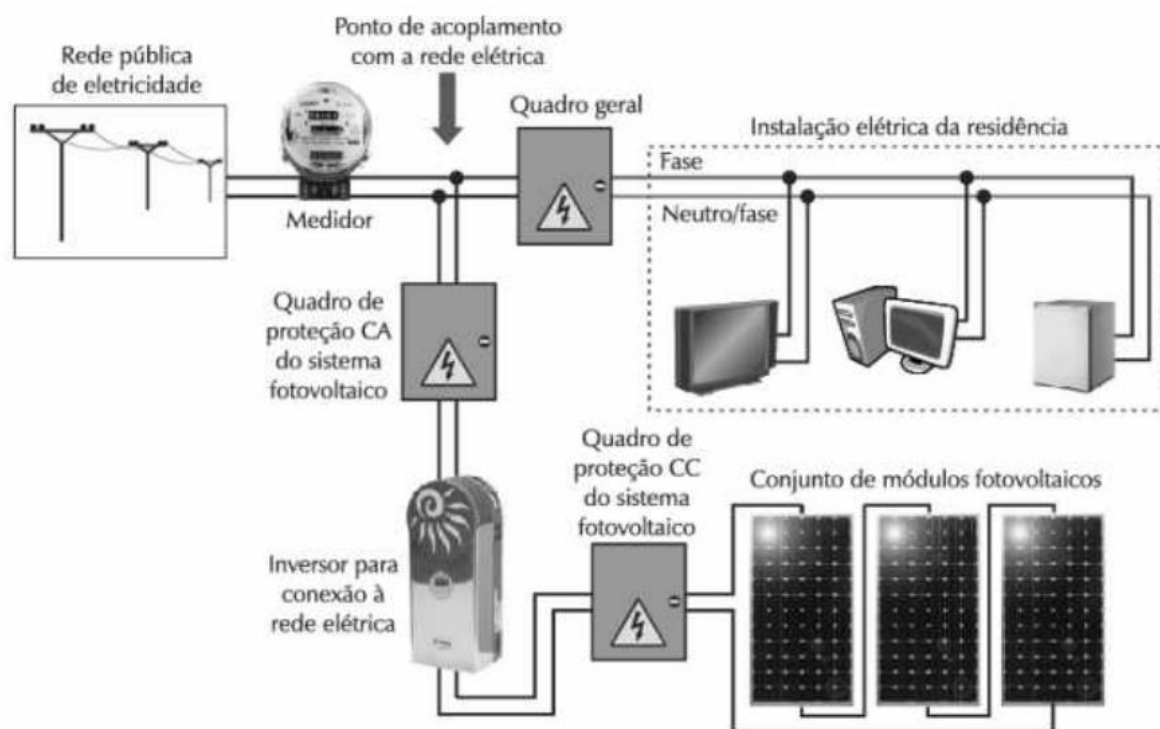 Rede pública
de eletricidade
Ponto de acoplamento
com a rede elétrica
Medidor
Quadro geral
Instalação elétrica da residência
Fase
Neutro/fase
Quadro de
proteção CA
do sistema
fotovoltaico
Inversor para
conexão à
rede elétrica
Quadro de
proteção CC
do sistema
fotovoltaico
Conjunto de módulos fotovoltaicos